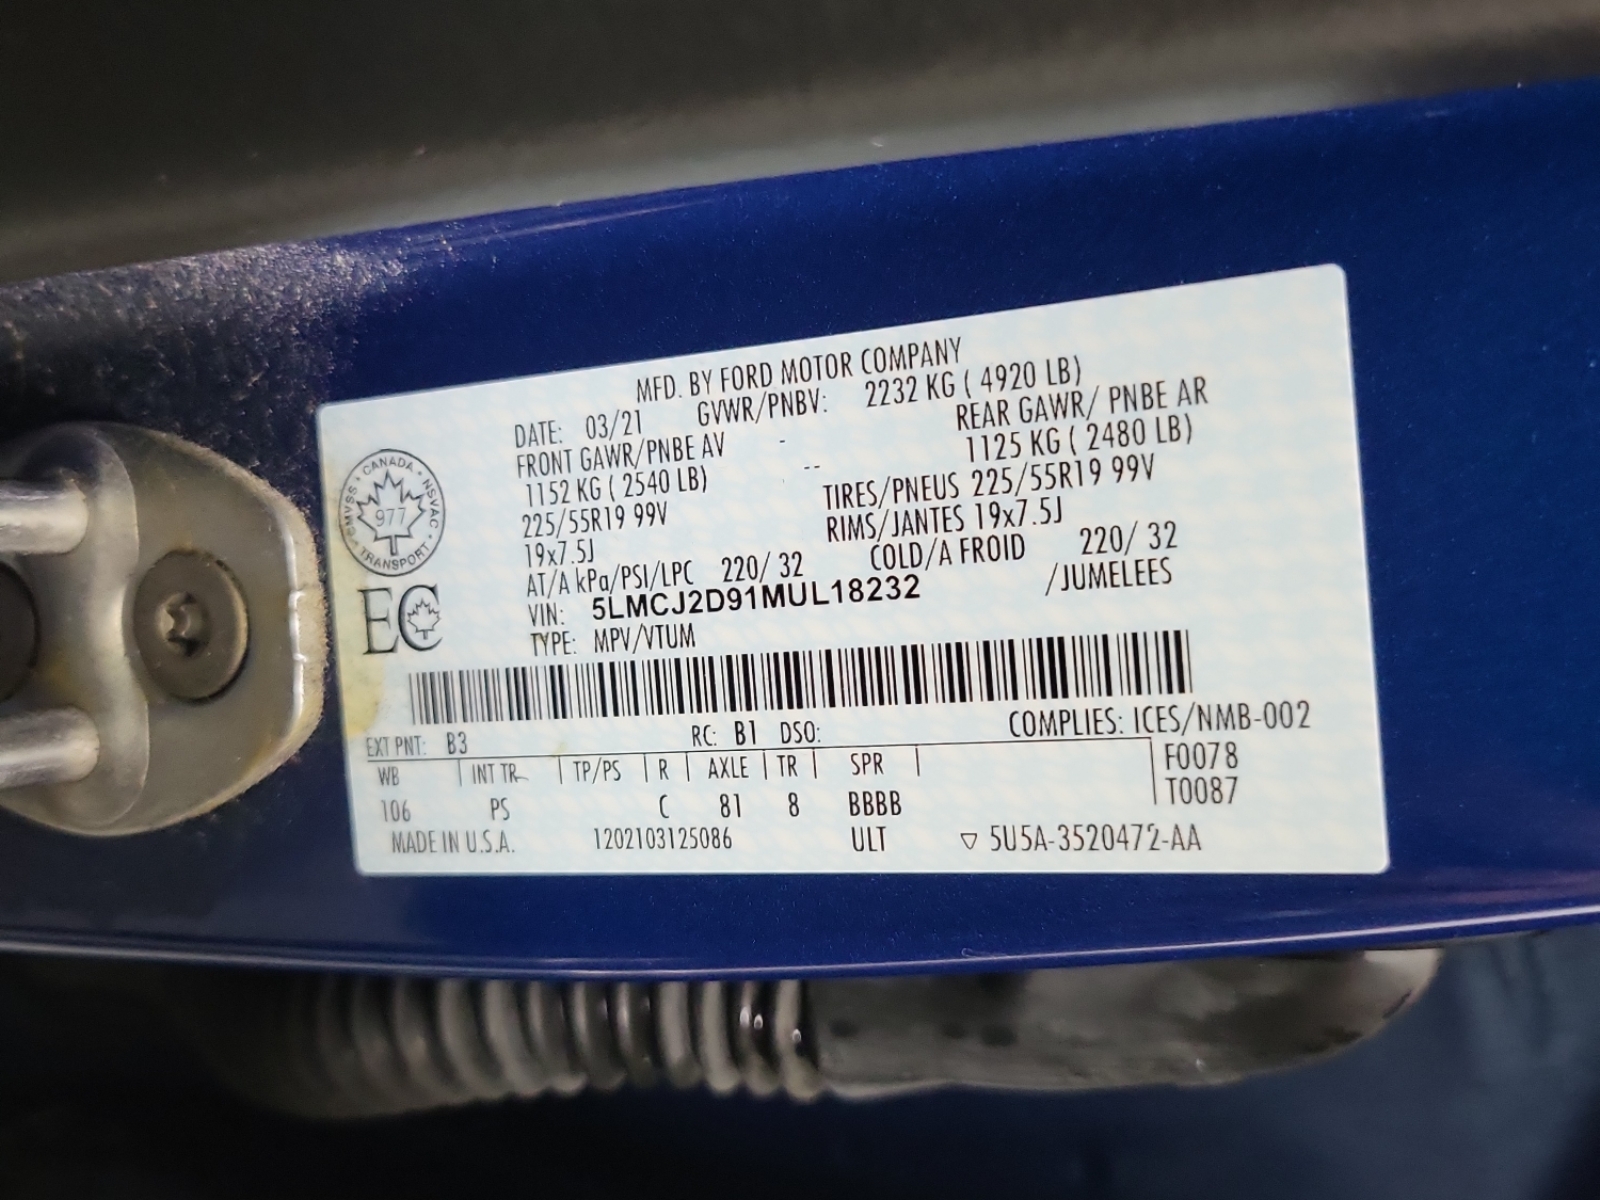 MFD. BY FORD MOTOR COMPANY
DATE: 03/21 GVWR/PNBV: 2232 KG ( 4920 LB)
FRONT GAWR/PNBE AV - REAR GAWR/ PNBE AR
1152 KG ( 2540 LB) -- 1125 KG ( 2480 LB)
225/55R19 99V TIRES/PNEUS 225/55R19 99V
19x7.5J RIMS/JANTES 19x7.5J
AT/A kPa/PSI/LPC 220/ 32 COLD/A FROID 220/ 32
VIN: 5LMCJ2D91MUL18232 /JUMELEES
TYPE: MPV/VTUM
CANADA
NSVAC
TRANSPORT
CMVSS
977
EC
EXT PNT: B3 RC: B1 DSO: COMPLIES: ICES/NMB-002
WB INT TR TP/PS R AXLE TR SPR F0078
106 PS C 81 8 BBBB T0087
MADE IN U.S.A. 1202103125086 ULT ▽ 5U5A-3520472-AA